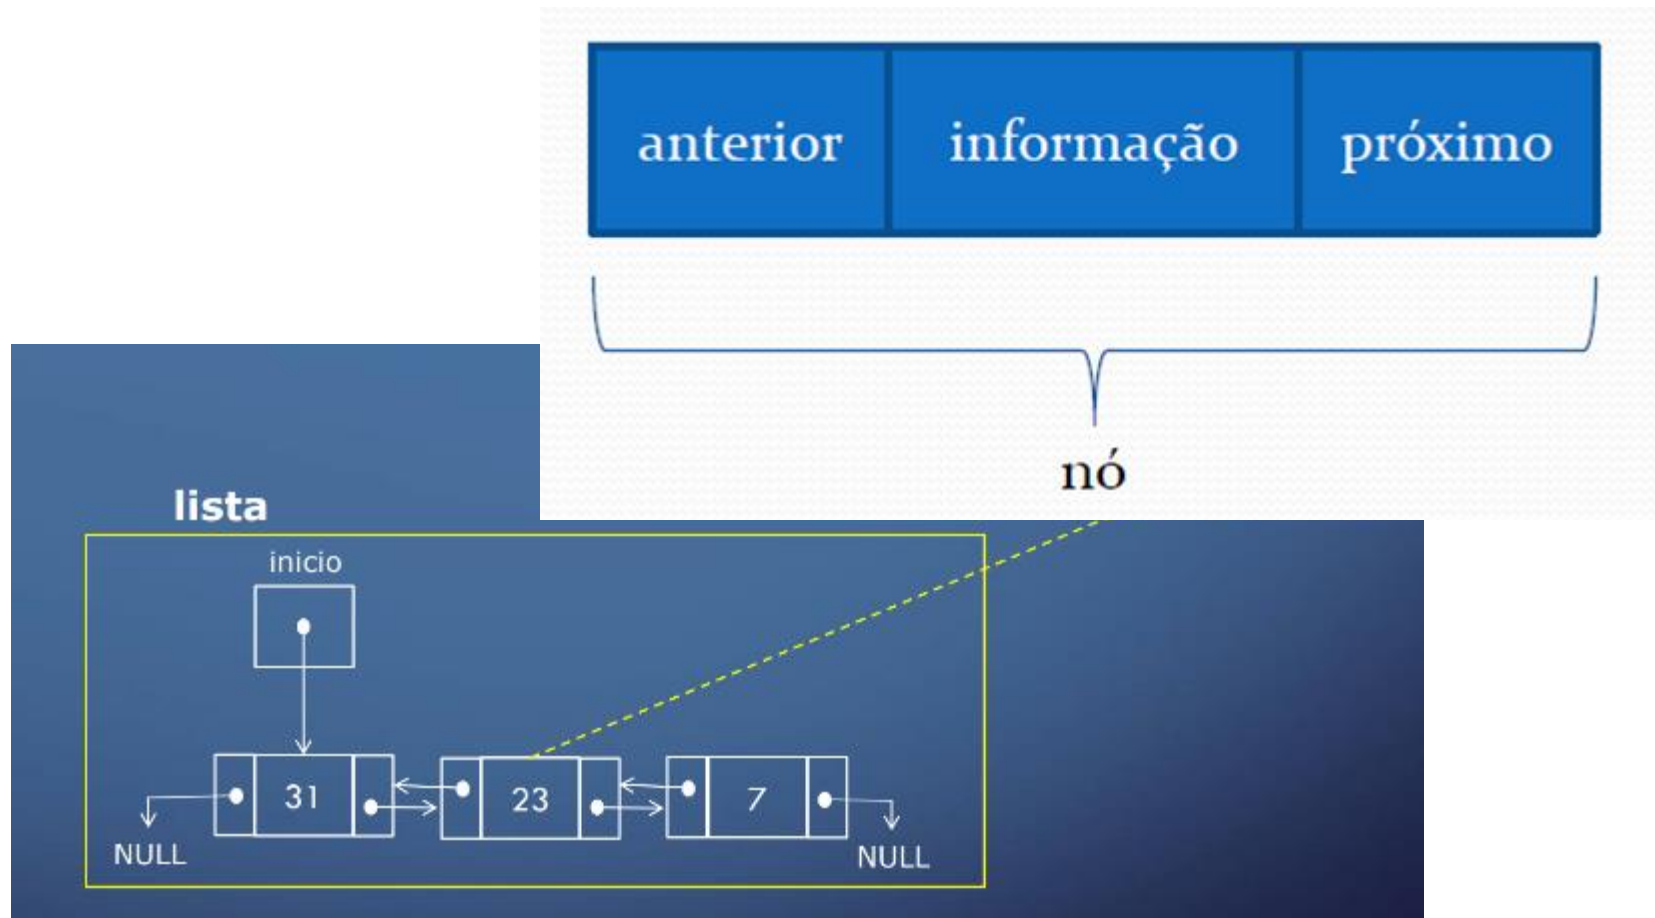 anterior informação próximo
nó
lista
inicio
31 23 7
NULL NULL